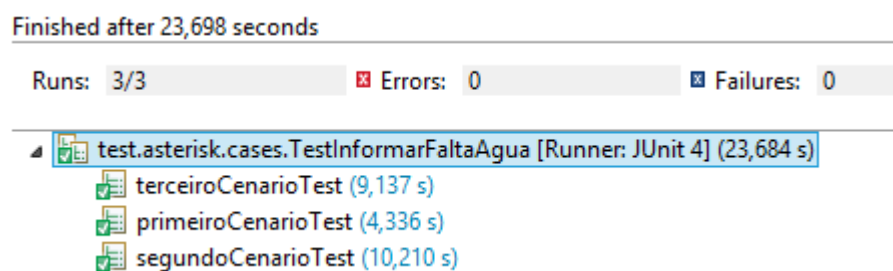 Finished after 23,698 seconds
Runs: 3/3 Errors: 0 Failures: 0
test.asterisk.cases.TestInformarFaltaAgua [Runner: JUnit 4] (23,684 s)
terceiroCenarioTest (9,137 s)
primeiroCenarioTest (4,336 s)
segundoCenarioTest (10,210 s)